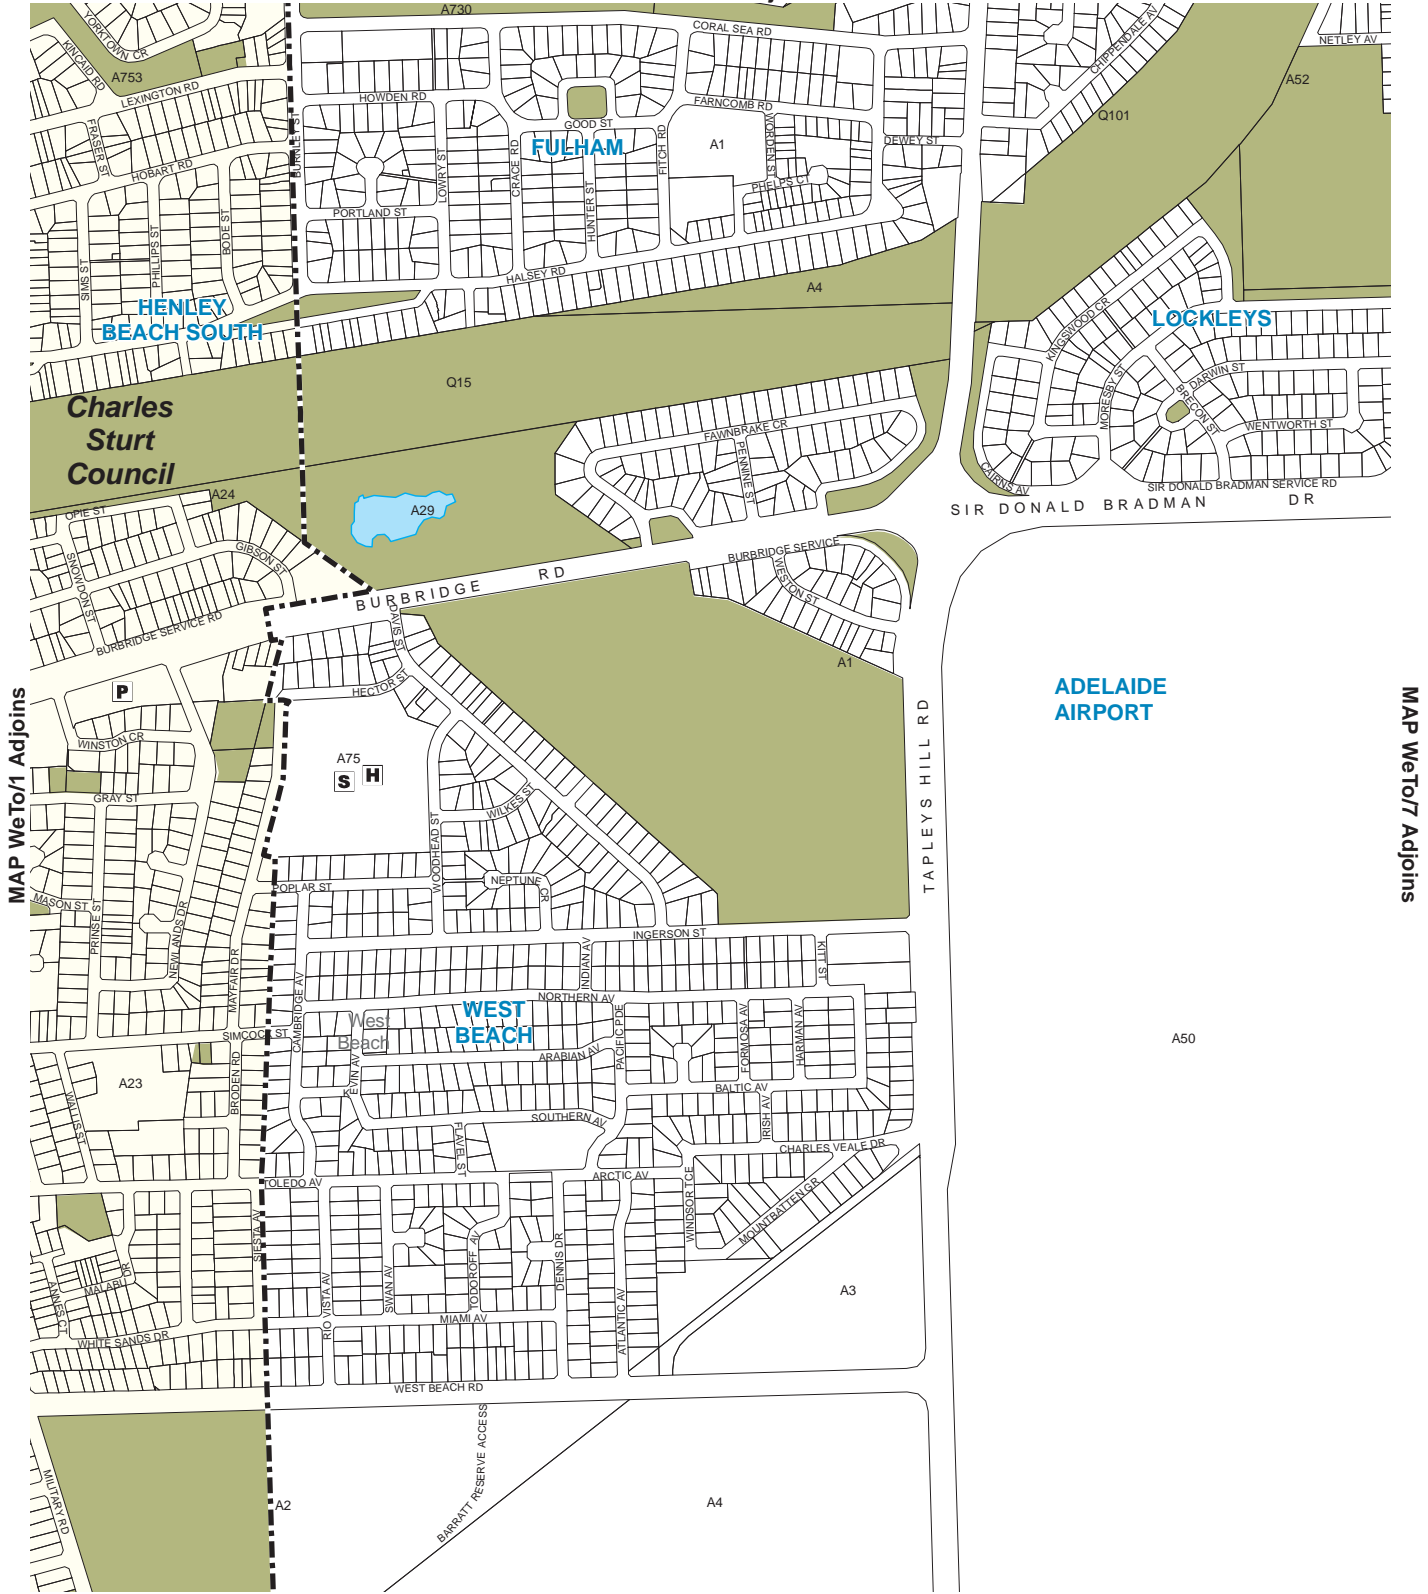 A730
CORAL SEA RD
CHIPPENDALE AV
NETLEY AV
YORKTOWN CR
KINCAID RD
A753
LEXINGTON RD
A52
HOWDEN RD
FARNCOMB RD
Q101
FRASER ST
BURNLEY ST
GOOD ST
FULHAM
FITCH RD
A1
WORDEN ST
DEWEY ST
HOBART RD
LOWRY ST
CRACE RD
PHELPS CT
PORTLAND ST
HUNTER ST
BODE ST
PHILLIPS ST
SIMS ST
HALSEY RD
A4
HENLEY
BEACH SOUTH
KINGSWOOD CR
LOCKLEYS
Q15
DARWIN ST
MORESBY ST
BRECON ST
WENTWORTH ST
Charles
Sturt
Council
FAWNBRAKE CR
PENNINE ST
CAIRNS AV
SIR DONALD BRADMAN SERVICE RD
SIR DONALD BRADMAN DR
A24
OPIE ST
A29
GIBSON ST
SNOWDON ST
BURBRIDGE SERVICE
WESTON ST
BURBRIDGE RD
BURBRIDGE SERVICE RD
DAVIS ST
A1
HECTOR ST
P
ADELAIDE
AIRPORT
MAP WeTo/1 Adjoins
MAP WeTo/7 Adjoins
TAPLEYS HILL RD
WINSTON CR
A75
S
H
GRAY ST
WILKES ST
WOODHEAD ST
POPLAR ST
NEPTUNE
CR
MASON ST
PRINSE ST
NEWLANDS DR
MAYFAIR DR
INGERSON ST
INDIAN AV
KITT ST
CAMBRIDGE AV
NORTHERN AV
WEST
BEACH
West
Beach
SIMCOCK ST
PACIFIC PDE
FORMOSA AV
HARMAN AV
A50
ARABIAN AV
A23
BRODEN RD
KEVIN AV
BALTIC AV
WALLIS ST
SOUTHERN AV
IRISH AV
FLAVEL ST
CHARLES VEALE DR
TOLEDO AV
ARCTIC AV
WINDSOR TCE
MOUNTBATTEN GR
SIESTA AV
TODOROFF AV
DENNIS DR
SWAN AV
RIO VISTA AV
ATLANTIC AV
A3
MALABU
DR
ANNIES CT
MIAMI AV
WHITE SANDS DR
WEST BEACH RD
BARRATT RESERVE ACCESS
MILITARY RD
A2
A4